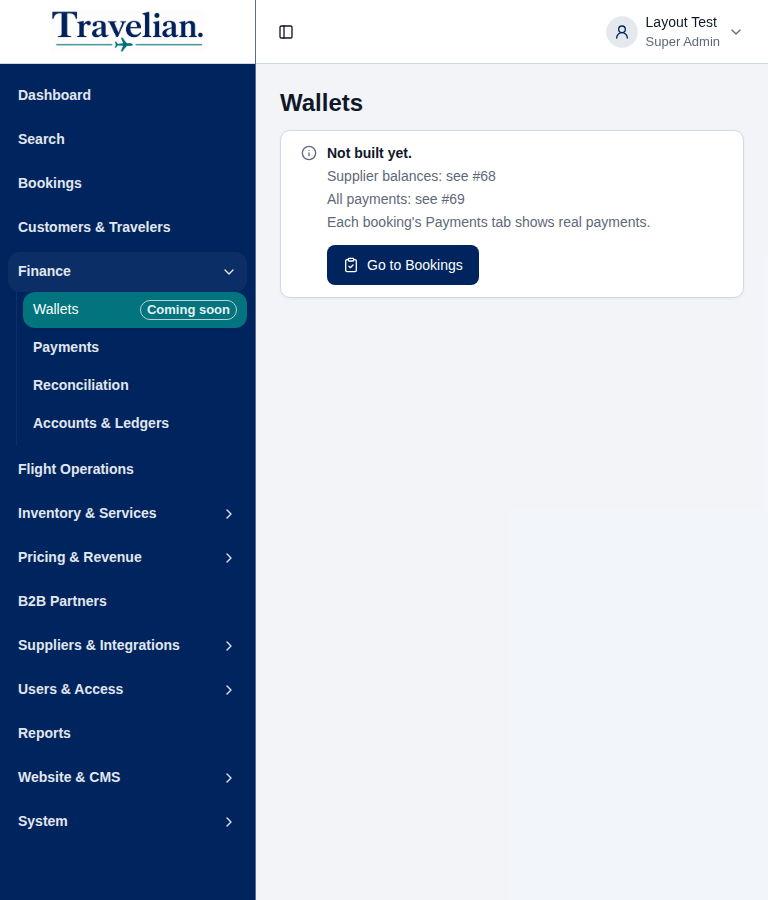 Travelian.
Layout Test
Super Admin
Dashboard
Search
Bookings
Customers & Travelers
Finance
Wallets
Coming soon
Payments
Reconciliation
Accounts & Ledgers
Flight Operations
Inventory & Services
Pricing & Revenue
B2B Partners
Suppliers & Integrations
Users & Access
Reports
Website & CMS
System
Wallets
Not built yet.
Supplier balances: see #68
All payments: see #69
Each booking's Payments tab shows real payments.
Go to Bookings